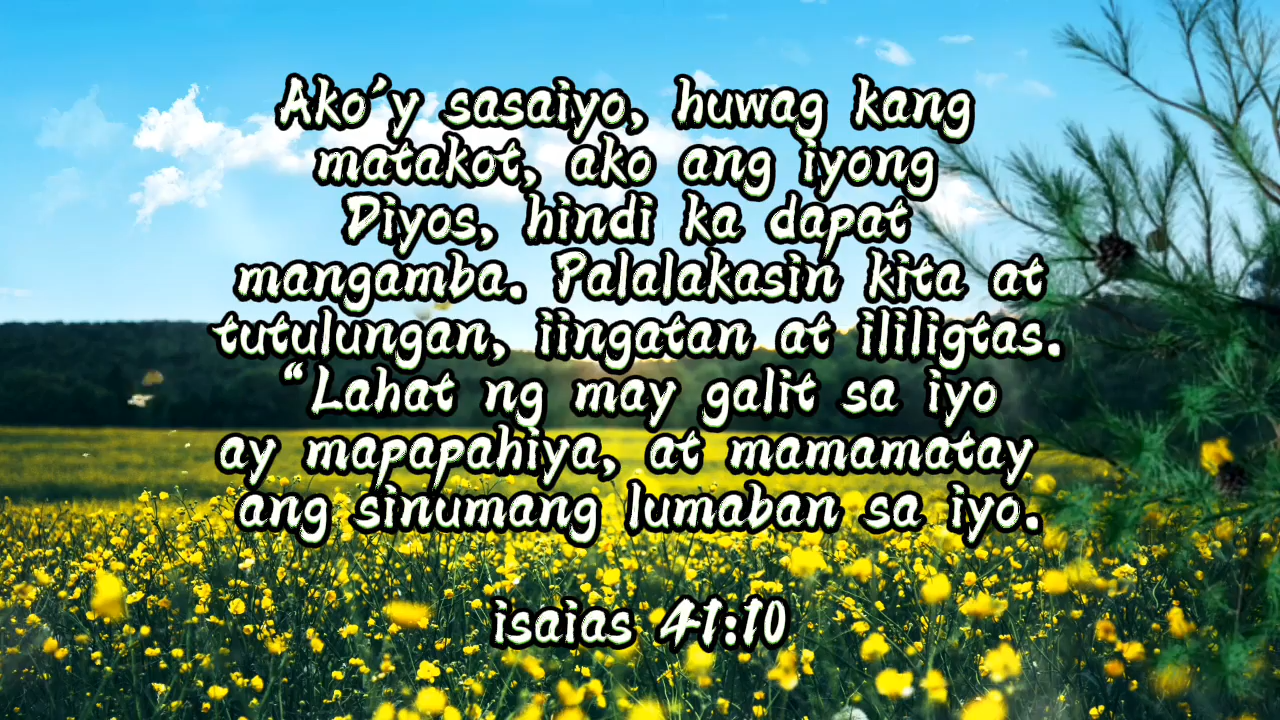 Ako'y sasaiyo, huwag kang
matakot, ako ang iyong
Diyos, hindi ka dapat
mangamba. Palalakasin kita at
tutulungan, iingatan at ililigtas.
“Lahat ng may galit sa iyo
ay mapapahiya, at mamamatay
ang sinumang lumaban sa iyo.
isaias 41:10